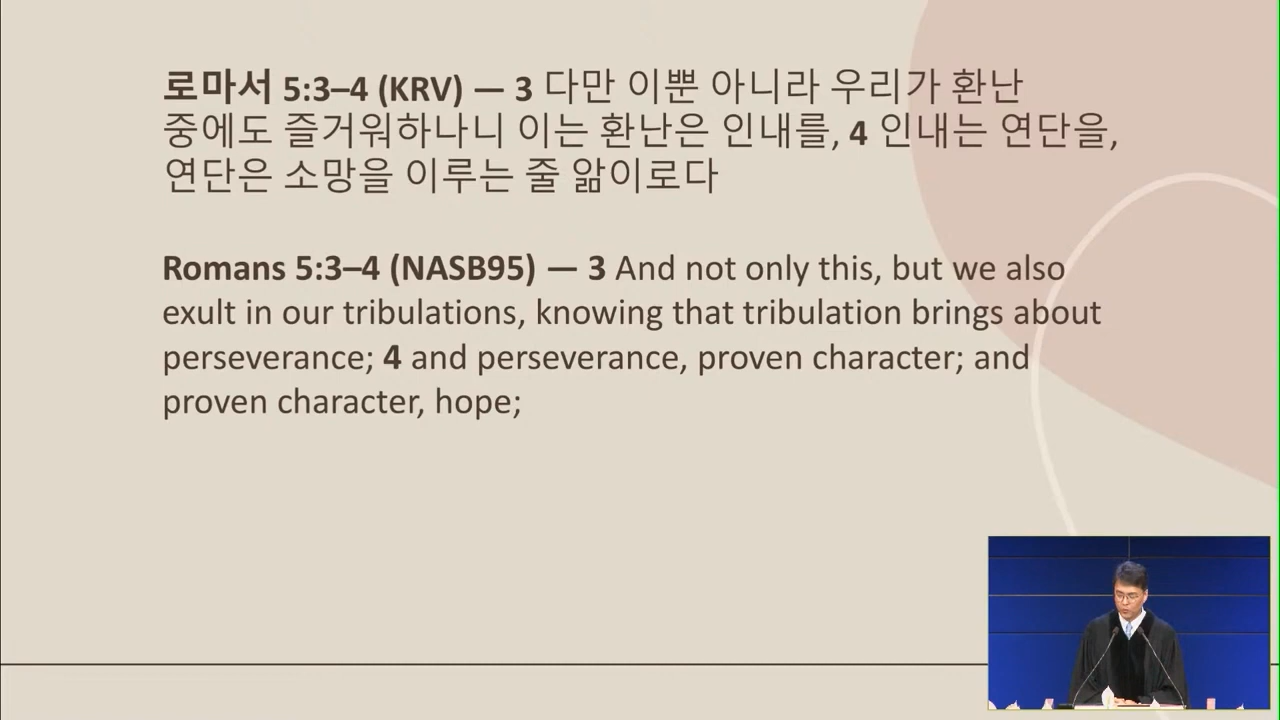 로마서 5:3–4 (KRV) — 3 다만 이뿐 아니라 우리가 환난
중에도 즐거워하나니 이는 환난은 인내를, 4 인내는 연단을,
연단은 소망을 이루는 줄 앎이로다
Romans 5:3–4 (NASB95) — 3 And not only this, but we also
exult in our tribulations, knowing that tribulation brings about
perseverance; 4 and perseverance, proven character; and
proven character, hope;